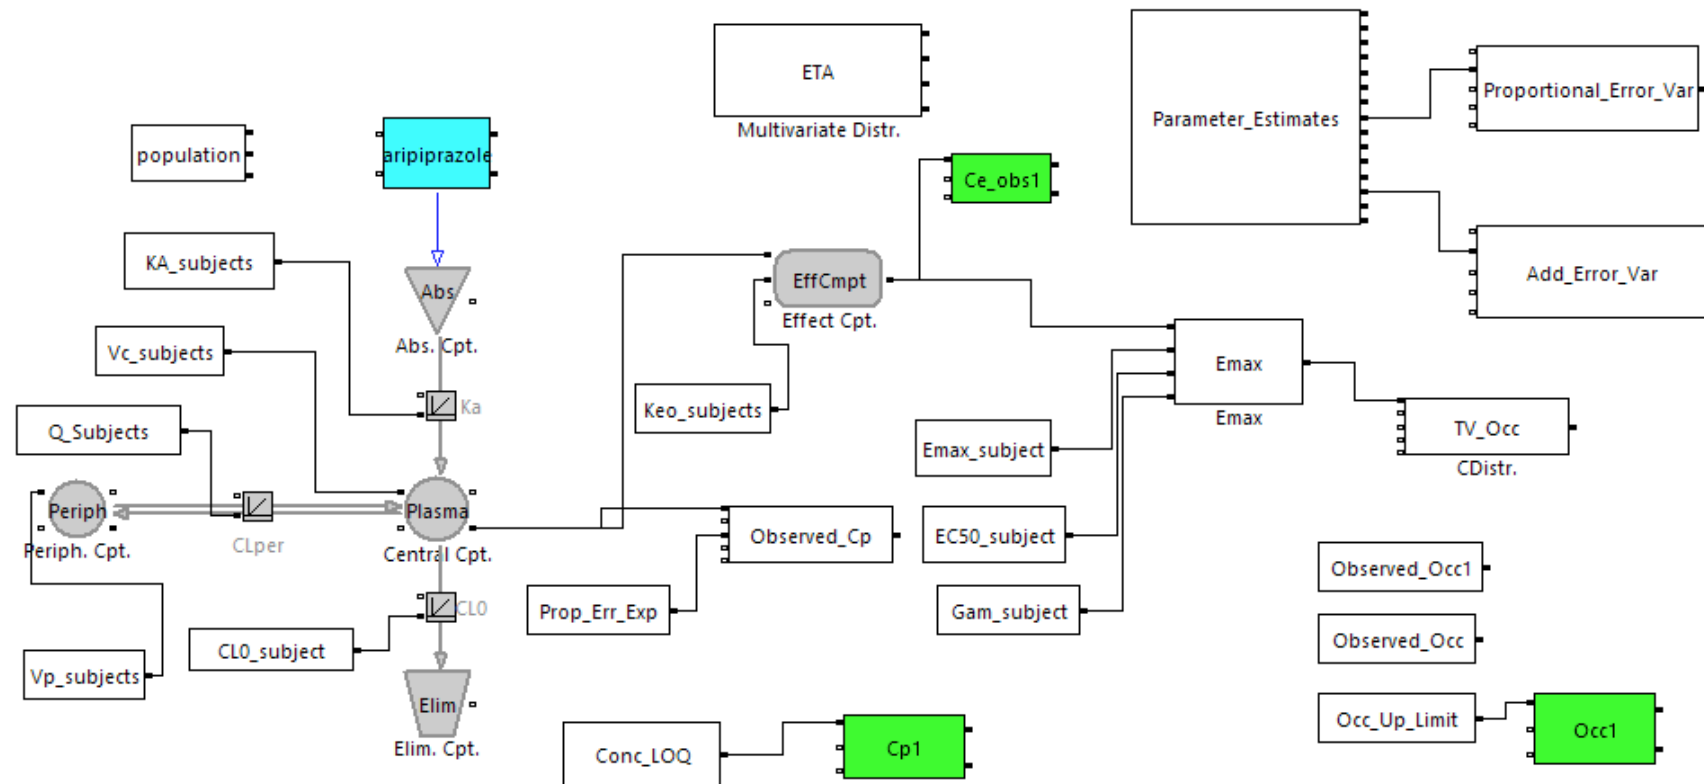 ETA
Multivariate Distr.
Parameter_Estimates
Proportional_Error_Var
Add_Error_Var
population
aripiprazole
Ce_obs1
KA_subjects
Abs
Abs. Cpt.
EffCmpt
Effect Cpt.
Vc_subjects
Ka
Keo_subjects
Emax
Emax
Q_Subjects
Emax_subject
TV_Occ
CDistr.
Periph
Periph. Cpt.
CLper
Plasma
Central Cpt.
Observed_Cp
EC50_subject
Observed_Occ1
Prop_Err_Exp
Gam_subject
CL0
CL0_subject
Observed_Occ
Vp_subjects
Elim
Elim. Cpt.
Conc_LOQ
Cp1
Occ_Up_Limit
Occ1